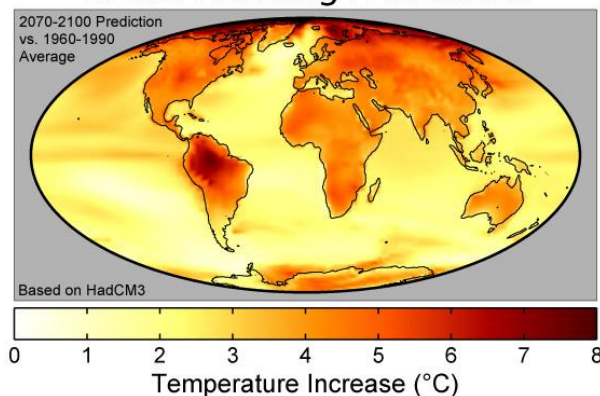 2070-2100 Prediction
vs. 1960-1990
Average
Based on HadCM3
0 1 2 3 4 5 6 7 8
Temperature Increase (°C)